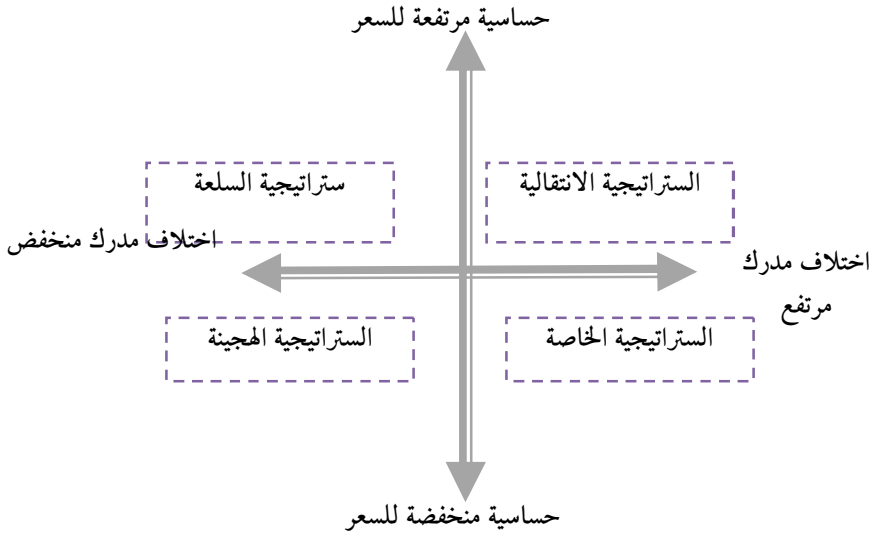 حساسية مرتفعة للسعر
الستراتيجية الانتقالية
ستراتيجية السلعة
اختلاف مدرك منخفض
اختلاف مدرك
مرتفع
الستراتيجية الخاصة
الستراتيجية الهجينة
حساسية منخفضة للسعر